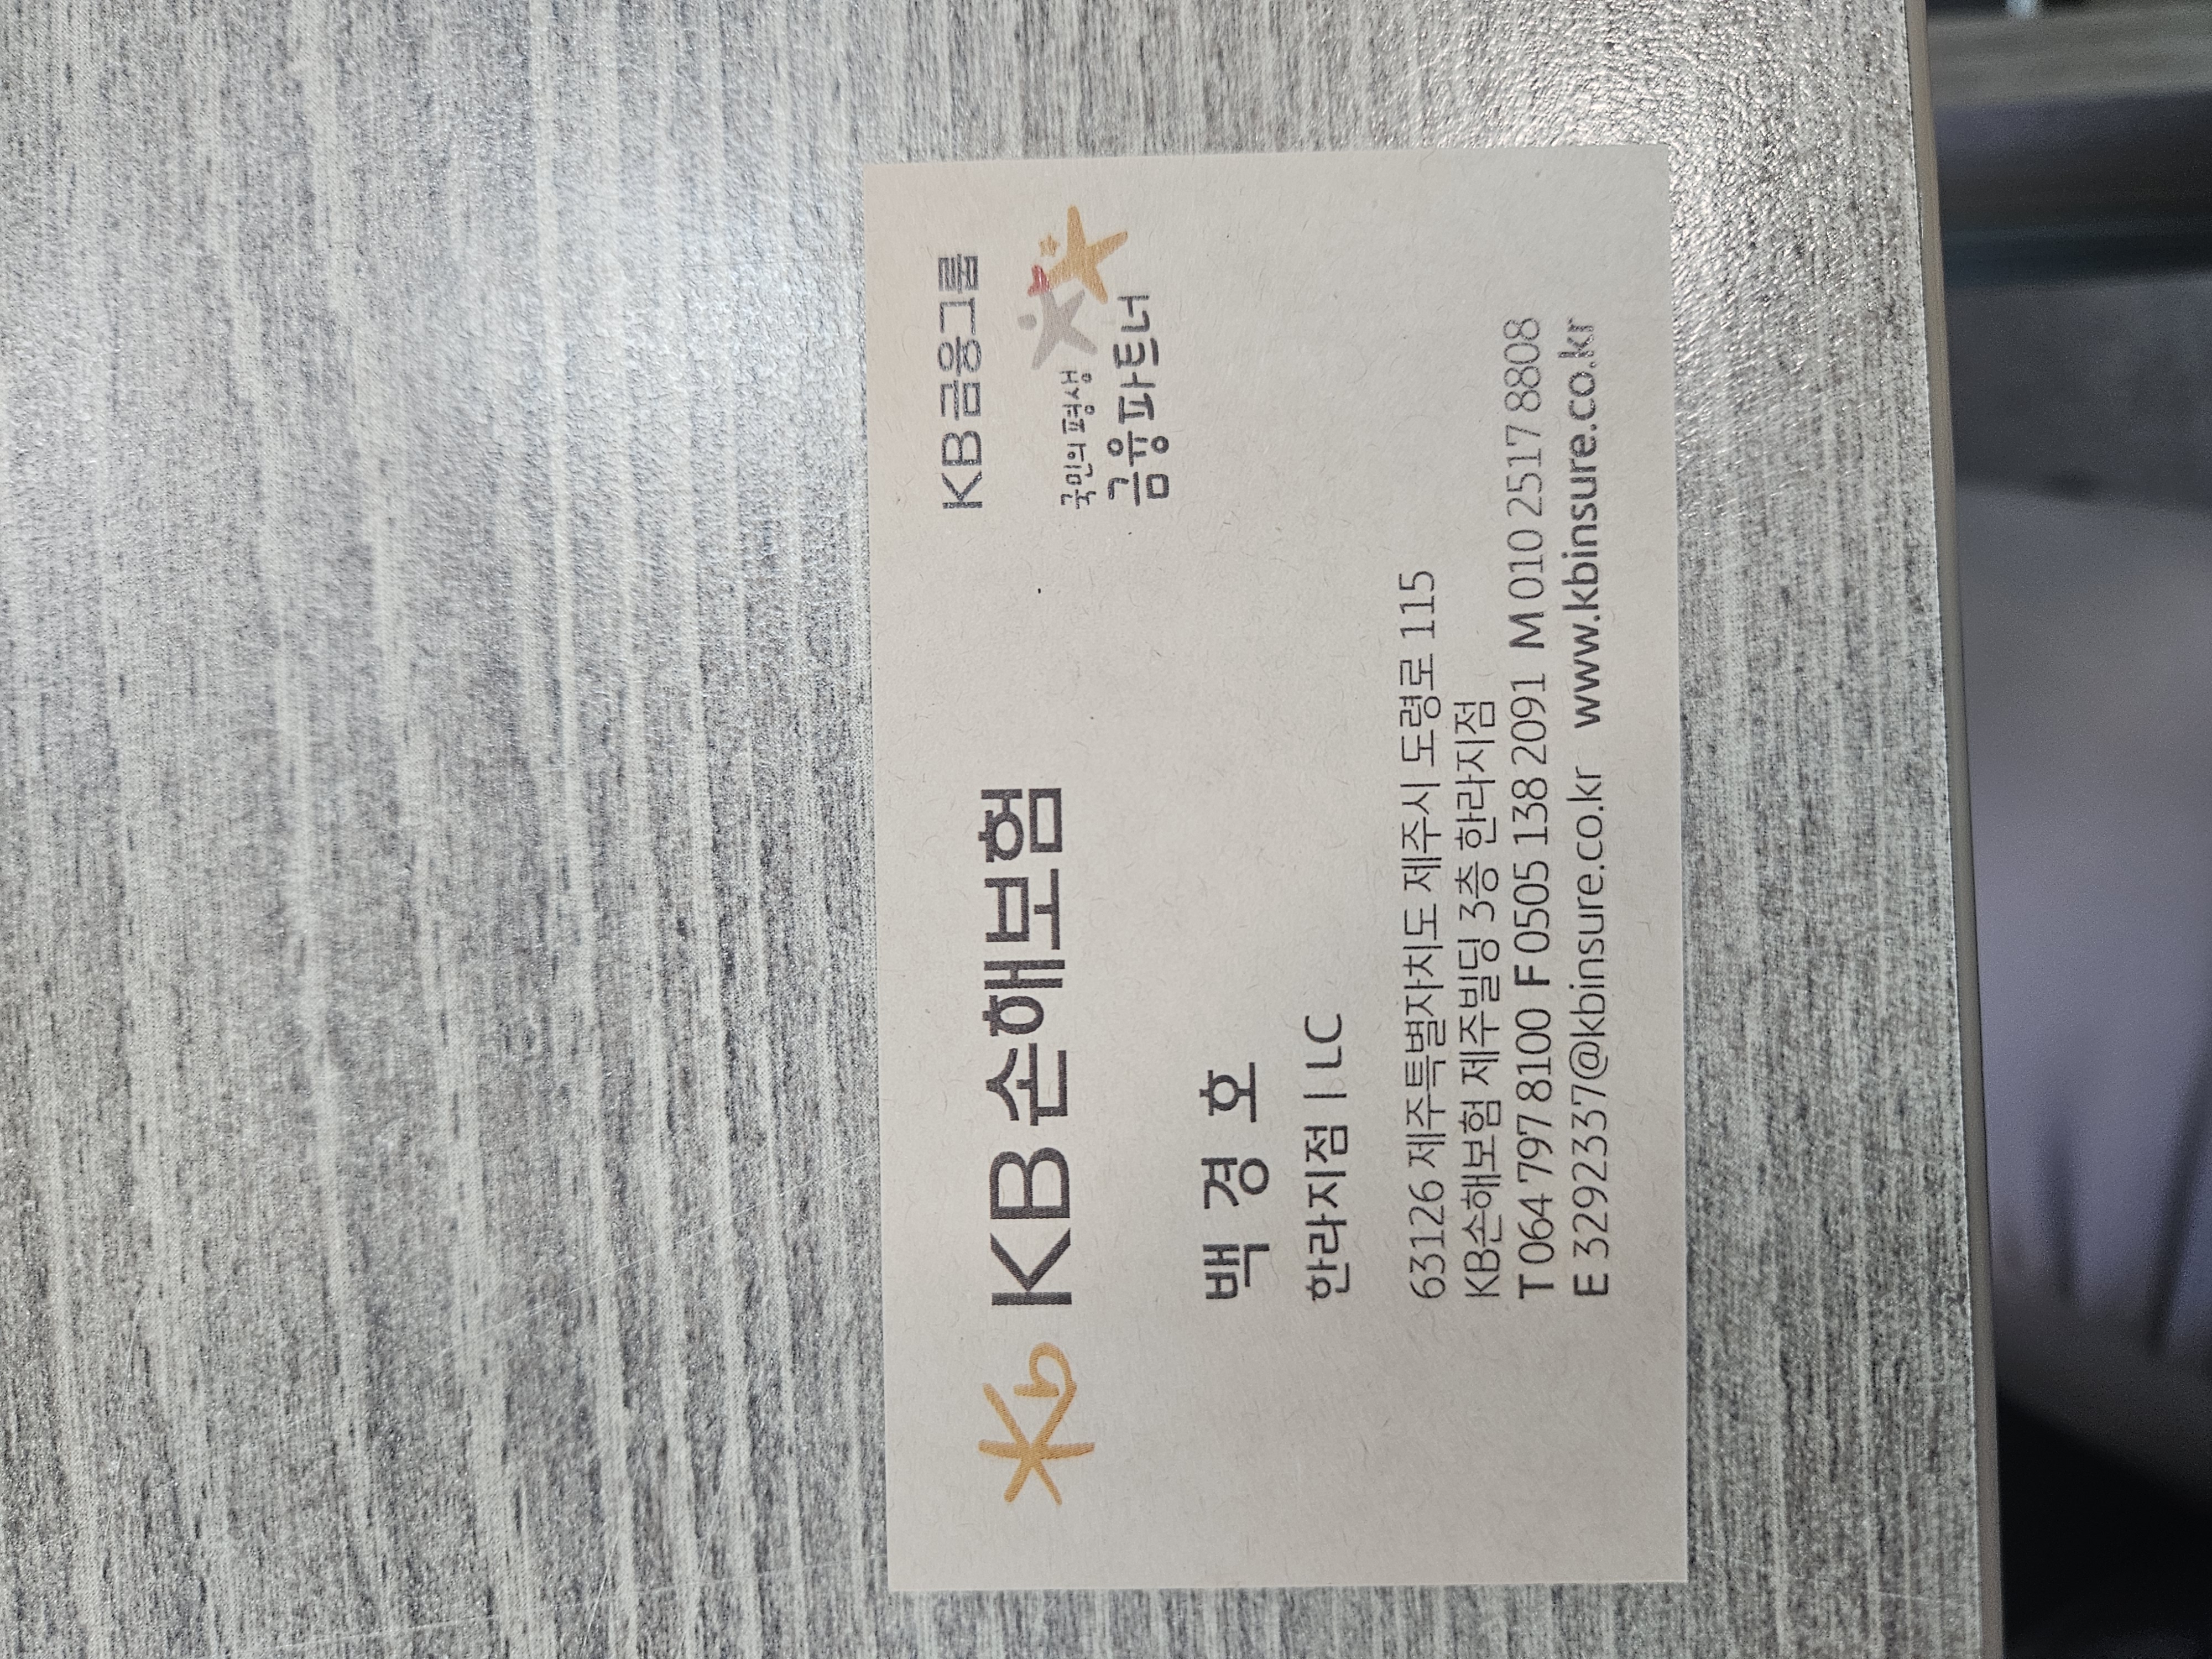 Kb KB손해보험
KB금융그룹
국민의 평생
금융파트너
백 경 호
한라지점 | LC
63126 제주특별자치도 제주시 도령로 115
KB손해보험 제주빌딩 3층 한라지점
T 064 797 8100 F 0505 138 2091 M 010 2517 8808
E 3292337@kbinsure.co.kr www.kbinsure.co.kr